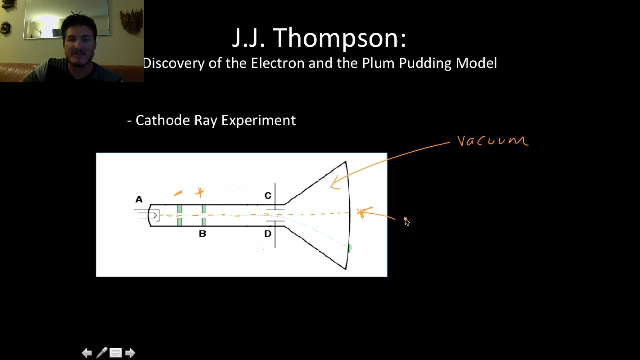 J.J. Thompson:
Discovery of the Electron and the Plum Pudding Model
- Cathode Ray Experiment
vacuum
- +
A
C
B
D